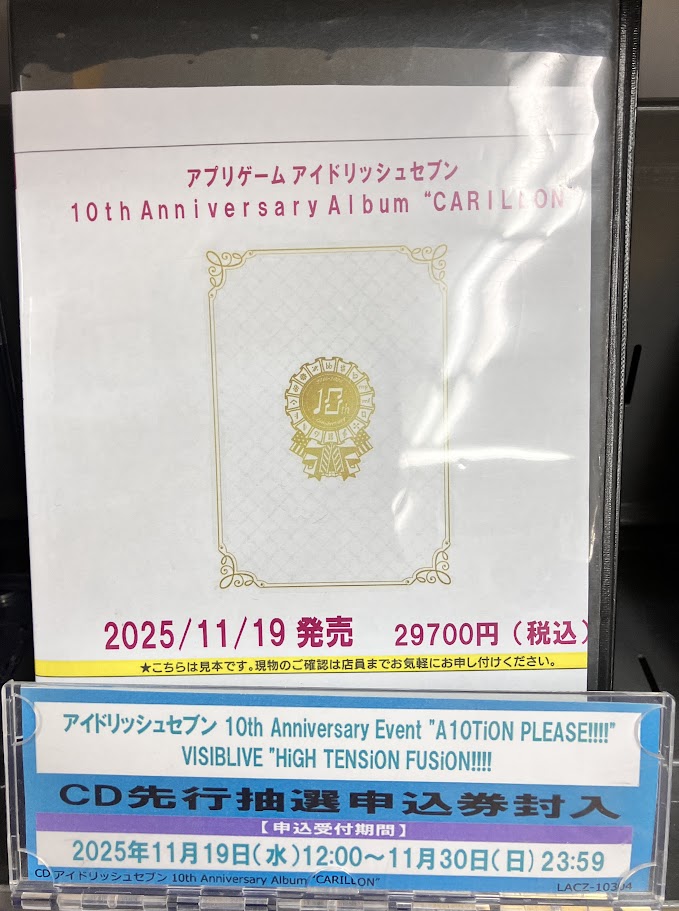 アプリゲーム アイドリッシュセブン
10th Anniversary Album “CARILLON”
10th
2025/11/19 発売 29700円（税込）
★こちらは見本です。現物のご確認は店員までお気軽にお申し付けください。
アイドリッシュセブン 10th Anniversary Event "A1OTiON PLEASE!!!!"
VISIBLIVE "HiGH TENSiON FUSiON!!!!
CD先行抽選申込券封入
【申込受付期間】
2025年11月19日(水)12:00～11月30日(日) 23:59
CD アイドリッシュセブン 10th Anniversary Album “CARILLON”
LACZ-10304